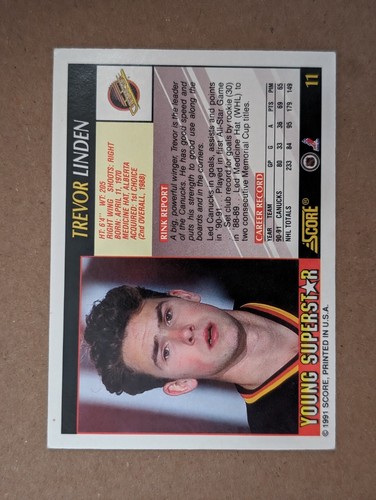 TREVOR LINDEN
HT: 6'4" WT: 205
RIGHT WING SHOOTS: RIGHT
BORN: APRIL 11, 1970
MEDICINE HAT, ALBERTA
ACQUIRED: 1st CHOICE
(2nd OVERALL, 1988)
RINK REPORT
A big, powerful winger, Trevor is the leader
of the Canucks. He has good speed and
puts his strength to good use along the
boards and in the corners.
Led Canucks in goals, assists and points
in 90-91... Played in first All-Star Game
... Set club record for goals by rookie (30)
in '88-89... Led Medicine Hat (WHL) to
two consecutive Memorial Cup titles.
CAREER RECORD
YEAR TEAM GP G A PTS PIM
90-91 CANUCKS 80 33 36 69 65
NHL TOTALS 233 84 95 179 149
SCORE®
11
YOUNG SUPERSTAR
© 1991 SCORE, PRINTED IN U.S.A.